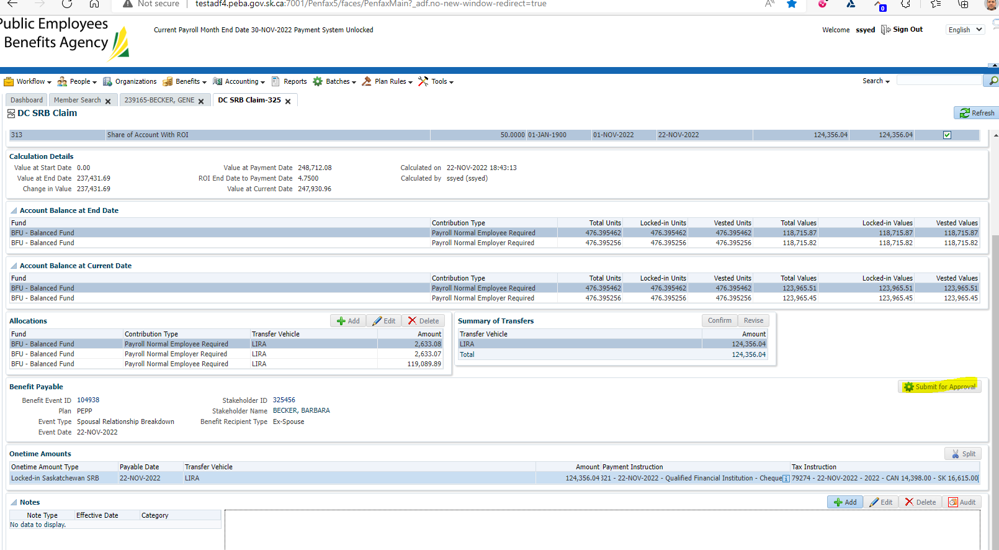 Not secure testadf4.peba.gov.sk.ca:7001/Penfax5/faces/PenfaxMain?_adf.no-new-window-redirect=true 0
Public Employees
Benefits Agency
Current Payroll Month End Date 30-NOV-2022 Payment System Unlocked
Welcome ssyed Sign Out English
Workflow People Organizations Benefits Accounting Reports Batches Plan Rules Tools Search
Dashboard Member Search 239165-BECKER, GENE DC SRB Claim-325
DC SRB Claim Refresh
313 Share of Account With ROI 50.0000 01-JAN-1900 01-NOV-2022 22-NOV-2022 124,356.04 124,356.04
Calculation Details
Value at Start Date 0.00 Value at Payment Date 248,712.08 Calculated on 22-NOV-2022 18:43:13
Value at End Date 237,431.69 ROI End Date to Payment Date 4.7500 Calculated by ssyed (ssyed)
Change in Value 237,431.69 Value at Current Date 247,930.96
Account Balance at End Date
Fund Contribution Type Total Units Locked-in Units Vested Units Total Values Locked-in Values Vested Values
BFU - Balanced Fund Payroll Normal Employee Required 476.395462 476.395462 476.395462 118,715.87 118,715.87 118,715.87
BFU - Balanced Fund Payroll Normal Employer Required 476.395256 476.395256 476.395256 118,715.82 118,715.82 118,715.82
Account Balance at Current Date
Fund Contribution Type Total Units Locked-in Units Vested Units Total Values Locked-in Values Vested Values
BFU - Balanced Fund Payroll Normal Employee Required 476.395462 476.395462 476.395462 123,965.51 123,965.51 123,965.51
BFU - Balanced Fund Payroll Normal Employer Required 476.395256 476.395256 476.395256 123,965.45 123,965.45 123,965.45
Allocations Add Edit Delete
Fund Contribution Type Transfer Vehicle Amount
BFU - Balanced Fund Payroll Normal Employee Required LIRA 2,633.08
BFU - Balanced Fund Payroll Normal Employer Required LIRA 2,633.07
BFU - Balanced Fund Payroll Normal Employee Required LIRA 119,089.89
Summary of Transfers Confirm Revise
Transfer Vehicle Amount
LIRA 124,356.04
Total 124,356.04
Benefit Payable Submit for Approval
Benefit Event ID 104938 Stakeholder ID 325456
Plan PEPP Stakeholder Name BECKER, BARBARA
Event Type Spousal Relationship Breakdown Benefit Recipient Type Ex-Spouse
Event Date 22-NOV-2022
Onetime Amounts Split
Onetime Amount Type Payable Date Transfer Vehicle Amount Payment Instruction Tax Instruction
Locked-in Saskatchewan SRB 22-NOV-2022 LIRA 124,356.04 321 - 22-NOV-2022 - Qualified Financial Institution - Cheque 79274 - 22-NOV-2022 - 2022 - CAN 14,398.00 - SK 16,615.00
Notes Add Edit Delete Audit
Note Type Effective Date Category
No data to display.